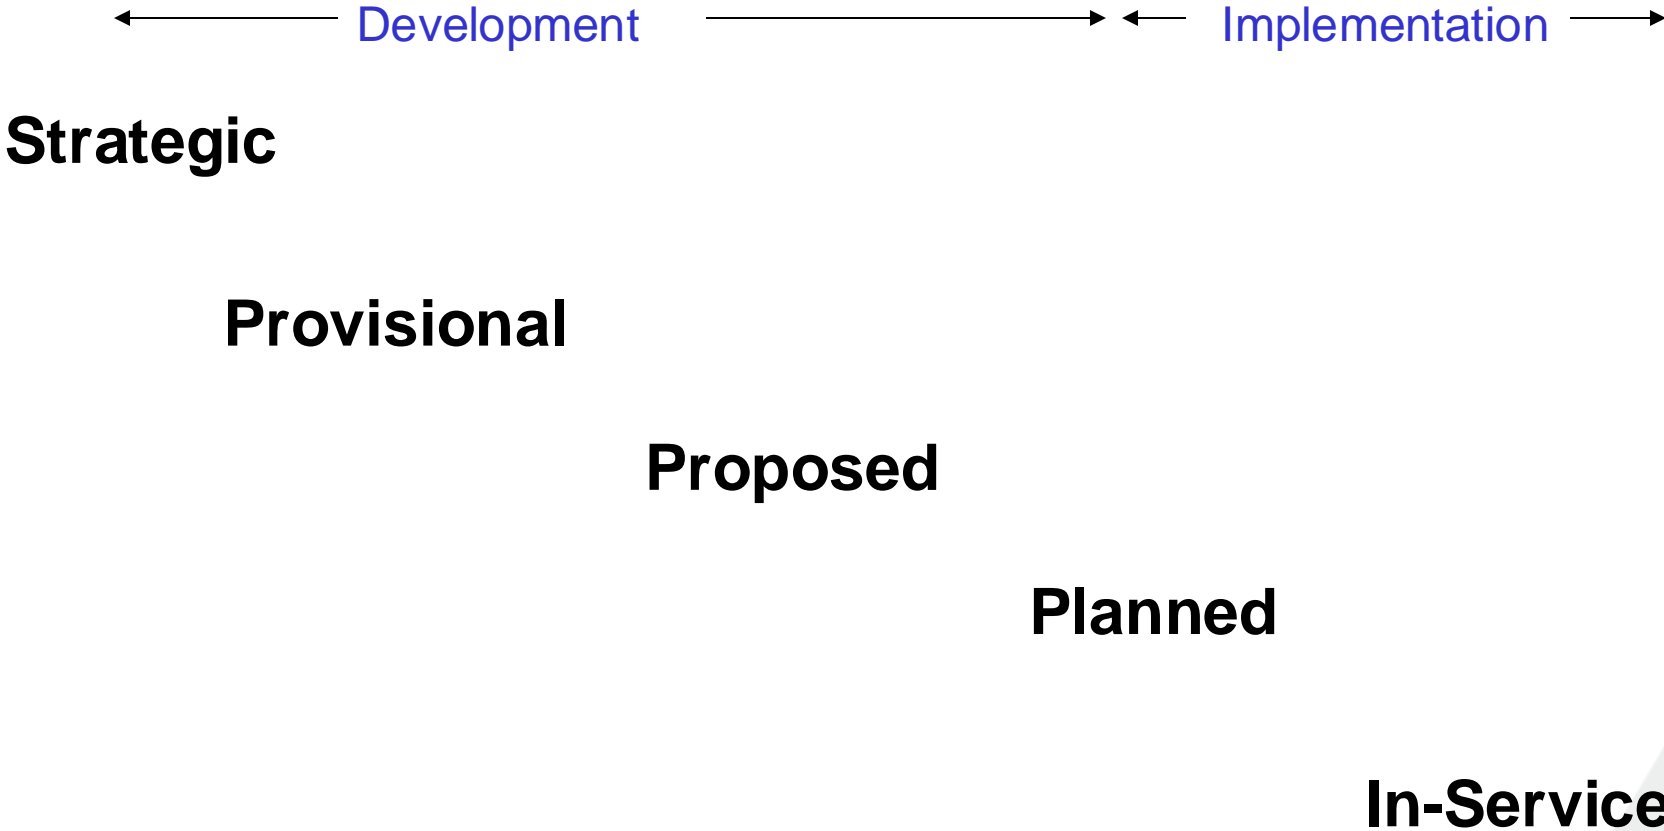 Development Implementation
Strategic
Provisional
Proposed
Planned
In-Service